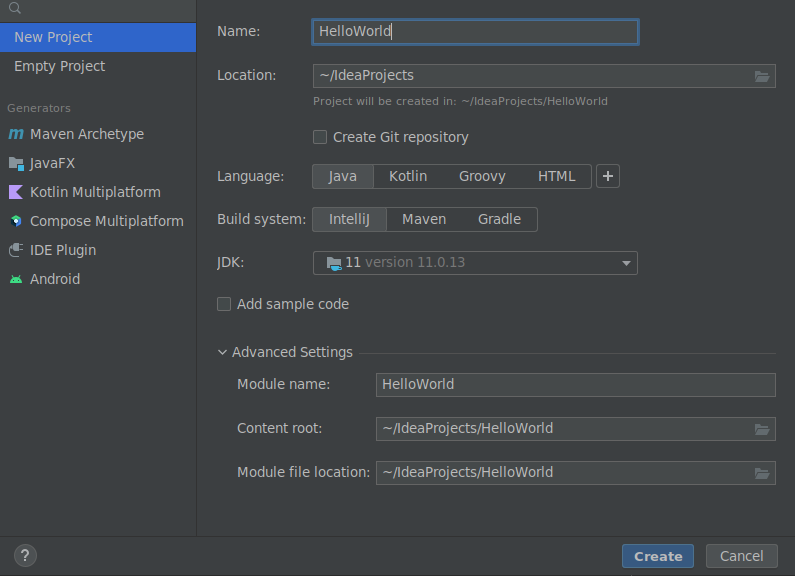 New Project
Empty Project
Generators
m Maven Archetype
JavaFX
Kotlin Multiplatform
Compose Multiplatform
IDE Plugin
Android
Name: HelloWorld
Location: ~/IdeaProjects
Project will be created in: ~/IdeaProjects/HelloWorld
Create Git repository
Language: Java Kotlin Groovy HTML +
Build system: IntelliJ Maven Gradle
JDK: 11 version 11.0.13
Add sample code
Advanced Settings
Module name: HelloWorld
Content root: ~/IdeaProjects/HelloWorld
Module file location: ~/IdeaProjects/HelloWorld
? Create Cancel